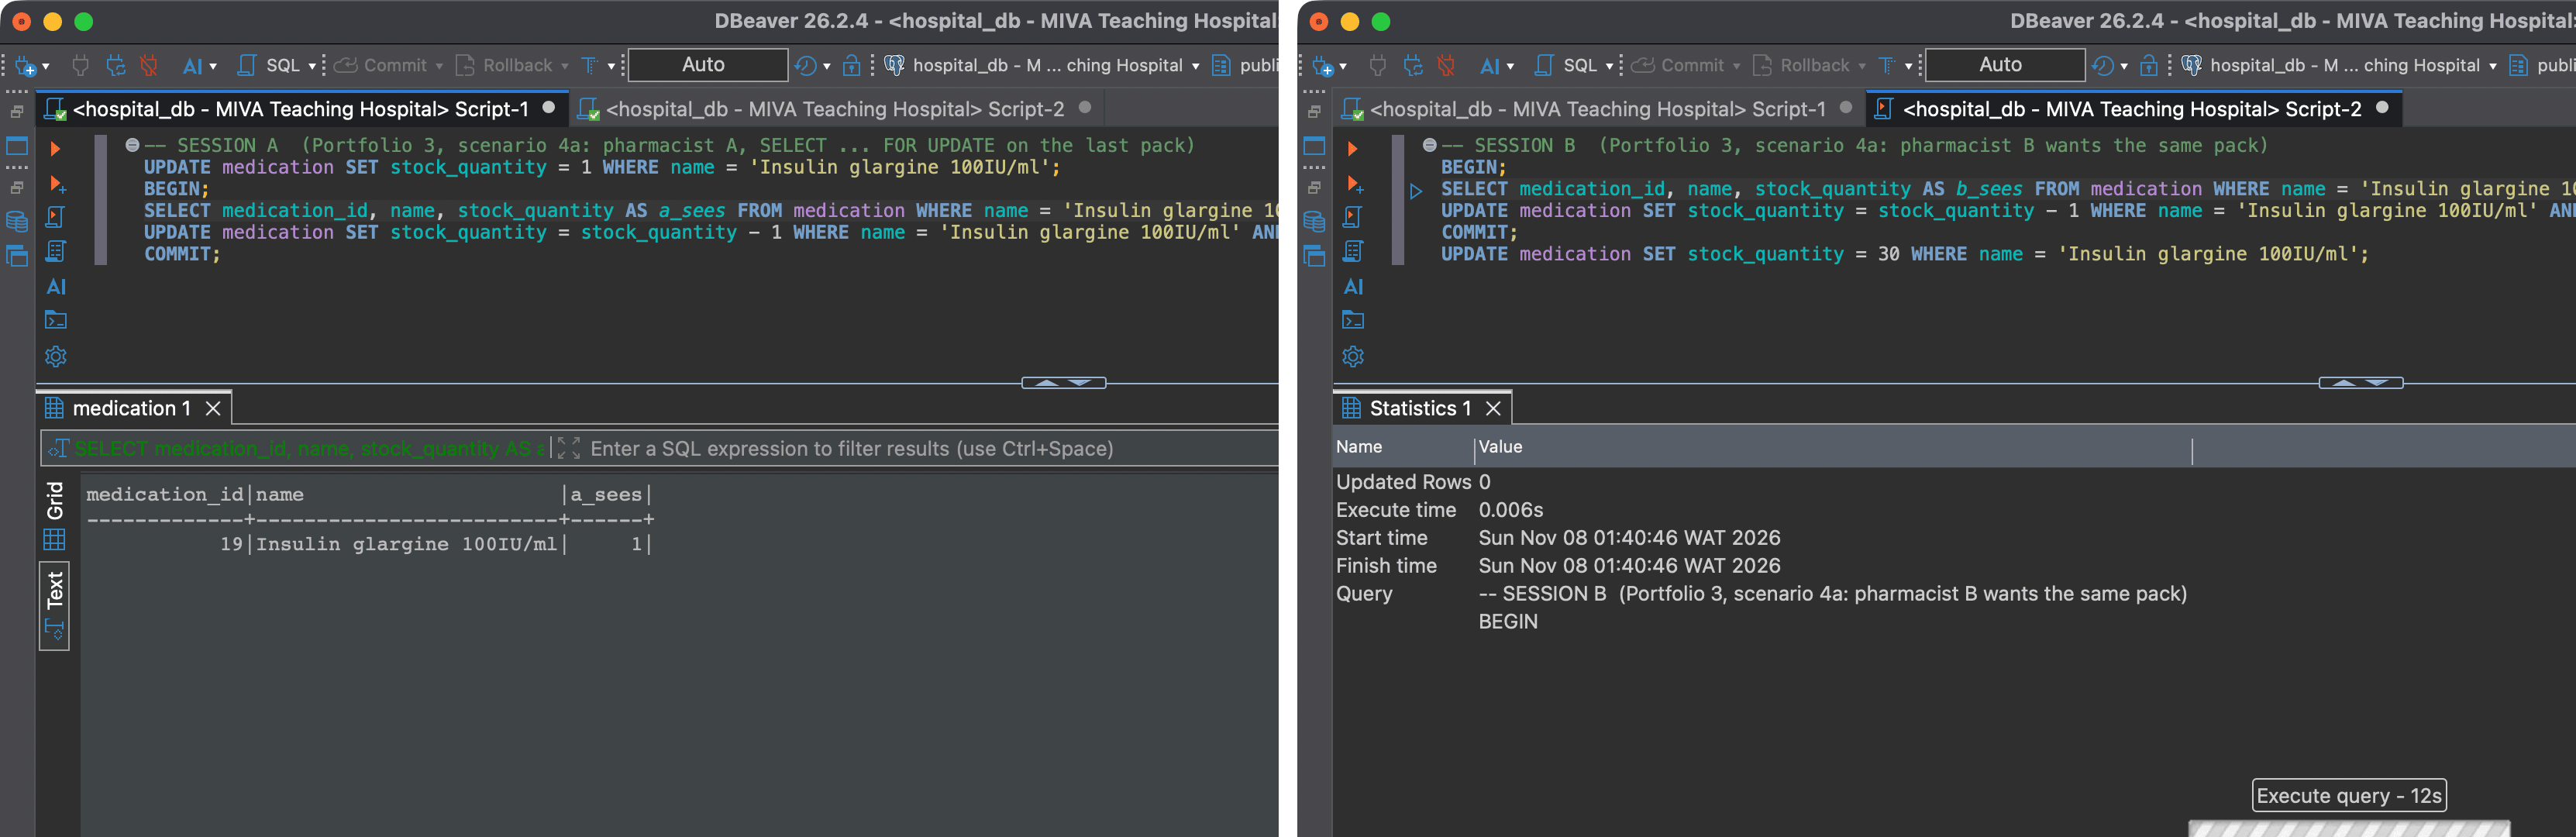 DBeaver 26.2.4 - <hospital_db - MIVA Teaching Hospital
AI SQL Commit Rollback T Auto hospital_db - M ... ching Hospital publi
<hospital_db - MIVA Teaching Hospital> Script-1 <hospital_db - MIVA Teaching Hospital> Script-2
-- SESSION A (Portfolio 3, scenario 4a: pharmacist A, SELECT ... FOR UPDATE on the last pack)
UPDATE medication SET stock_quantity = 1 WHERE name = 'Insulin glargine 100IU/ml';
BEGIN;
SELECT medication_id, name, stock_quantity AS a_sees FROM medication WHERE name = 'Insulin glargine 10
UPDATE medication SET stock_quantity = stock_quantity - 1 WHERE name = 'Insulin glargine 100IU/ml' AN
COMMIT;
AI
medication 1
SELECT medication_id, name, stock_quantity AS a Enter a SQL expression to filter results (use Ctrl+Space)
Grid
Text
medication_id|name |a_sees|
-------------+-------------------------+------+
19|Insulin glargine 100IU/ml| 1|
DBeaver 26.2.4 - <hospital_db - MIVA Teaching Hospital
AI SQL Commit Rollback T Auto hospital_db - M ... ching Hospital publi
<hospital_db - MIVA Teaching Hospital> Script-1 <hospital_db - MIVA Teaching Hospital> Script-2
-- SESSION B (Portfolio 3, scenario 4a: pharmacist B wants the same pack)
BEGIN;
SELECT medication_id, name, stock_quantity AS b_sees FROM medication WHERE name = 'Insulin glargine 10
UPDATE medication SET stock_quantity = stock_quantity - 1 WHERE name = 'Insulin glargine 100IU/ml' AN
COMMIT;
UPDATE medication SET stock_quantity = 30 WHERE name = 'Insulin glargine 100IU/ml';
AI
Statistics 1
Name Value
Updated Rows 0
Execute time 0.006s
Start time Sun Nov 08 01:40:46 WAT 2026
Finish time Sun Nov 08 01:40:46 WAT 2026
Query -- SESSION B (Portfolio 3, scenario 4a: pharmacist B wants the same pack)
BEGIN
Execute query - 12s